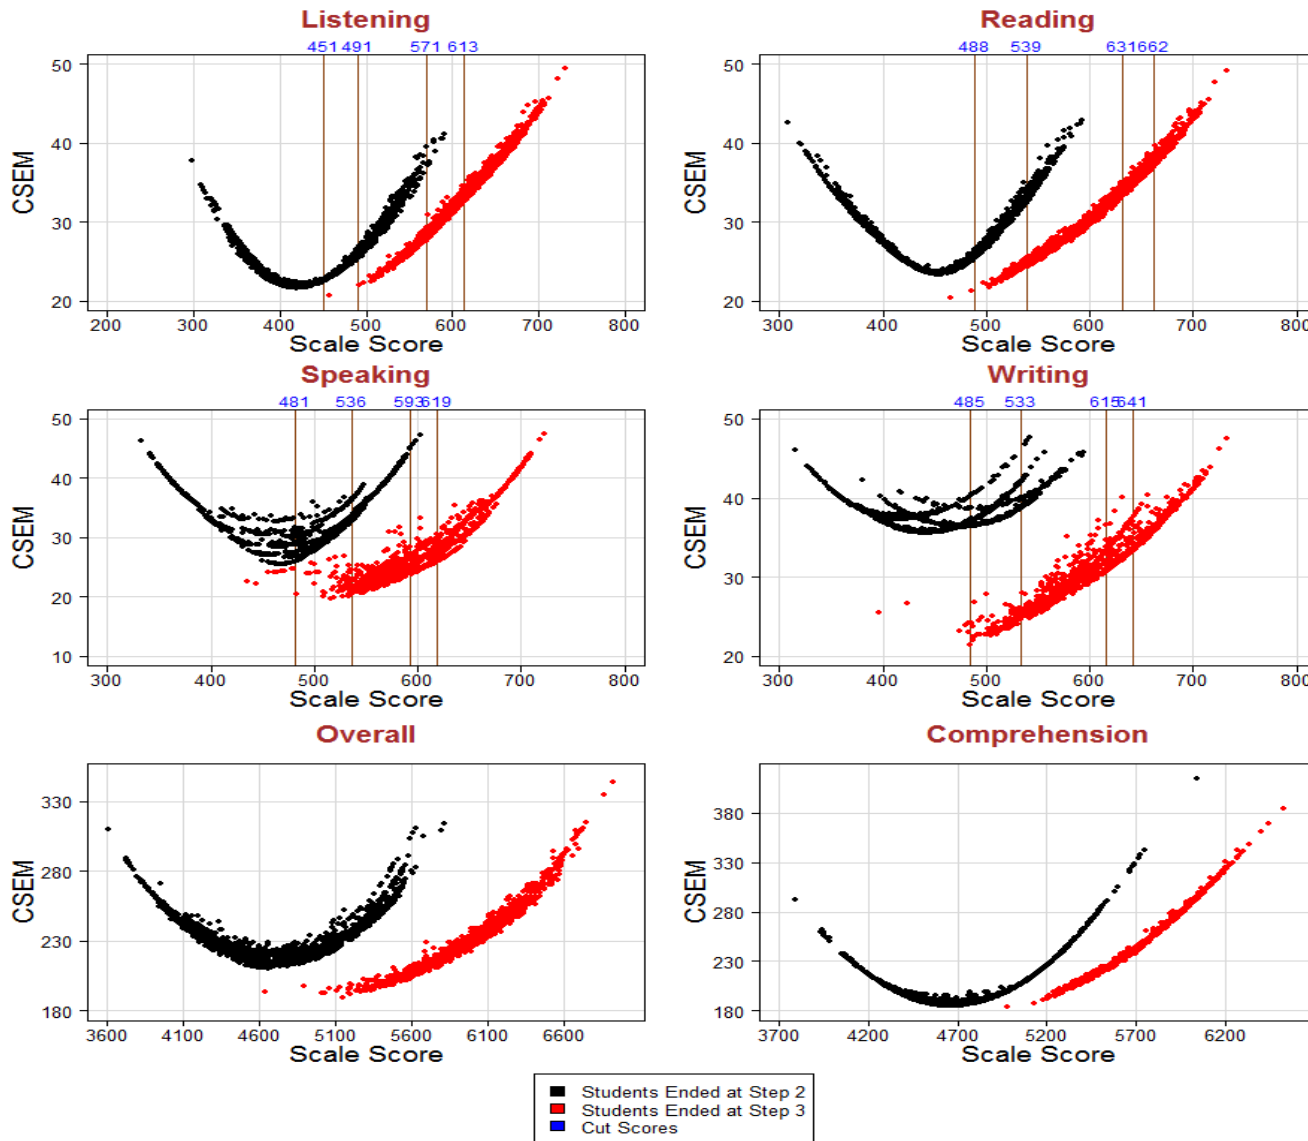 Listening
451 491 571 613
50
40
30
20
CSEM
200 300 400 500 600 700 800
Scale Score
Reading
488 539 631 662
50
40
30
20
CSEM
300 400 500 600 700 800
Scale Score
Speaking
481 536 593 619
50
40
30
20
10
CSEM
300 400 500 600 700 800
Scale Score
Writing
485 533 615 641
50
40
30
20
CSEM
300 400 500 600 700 800
Scale Score
Overall
330
280
230
180
CSEM
3600 4100 4600 5100 5600 6100 6600
Scale Score
Comprehension
380
330
280
230
180
CSEM
3700 4200 4700 5200 5700 6200
Scale Score
Students Ended at Step 2
Students Ended at Step 3
Cut Scores